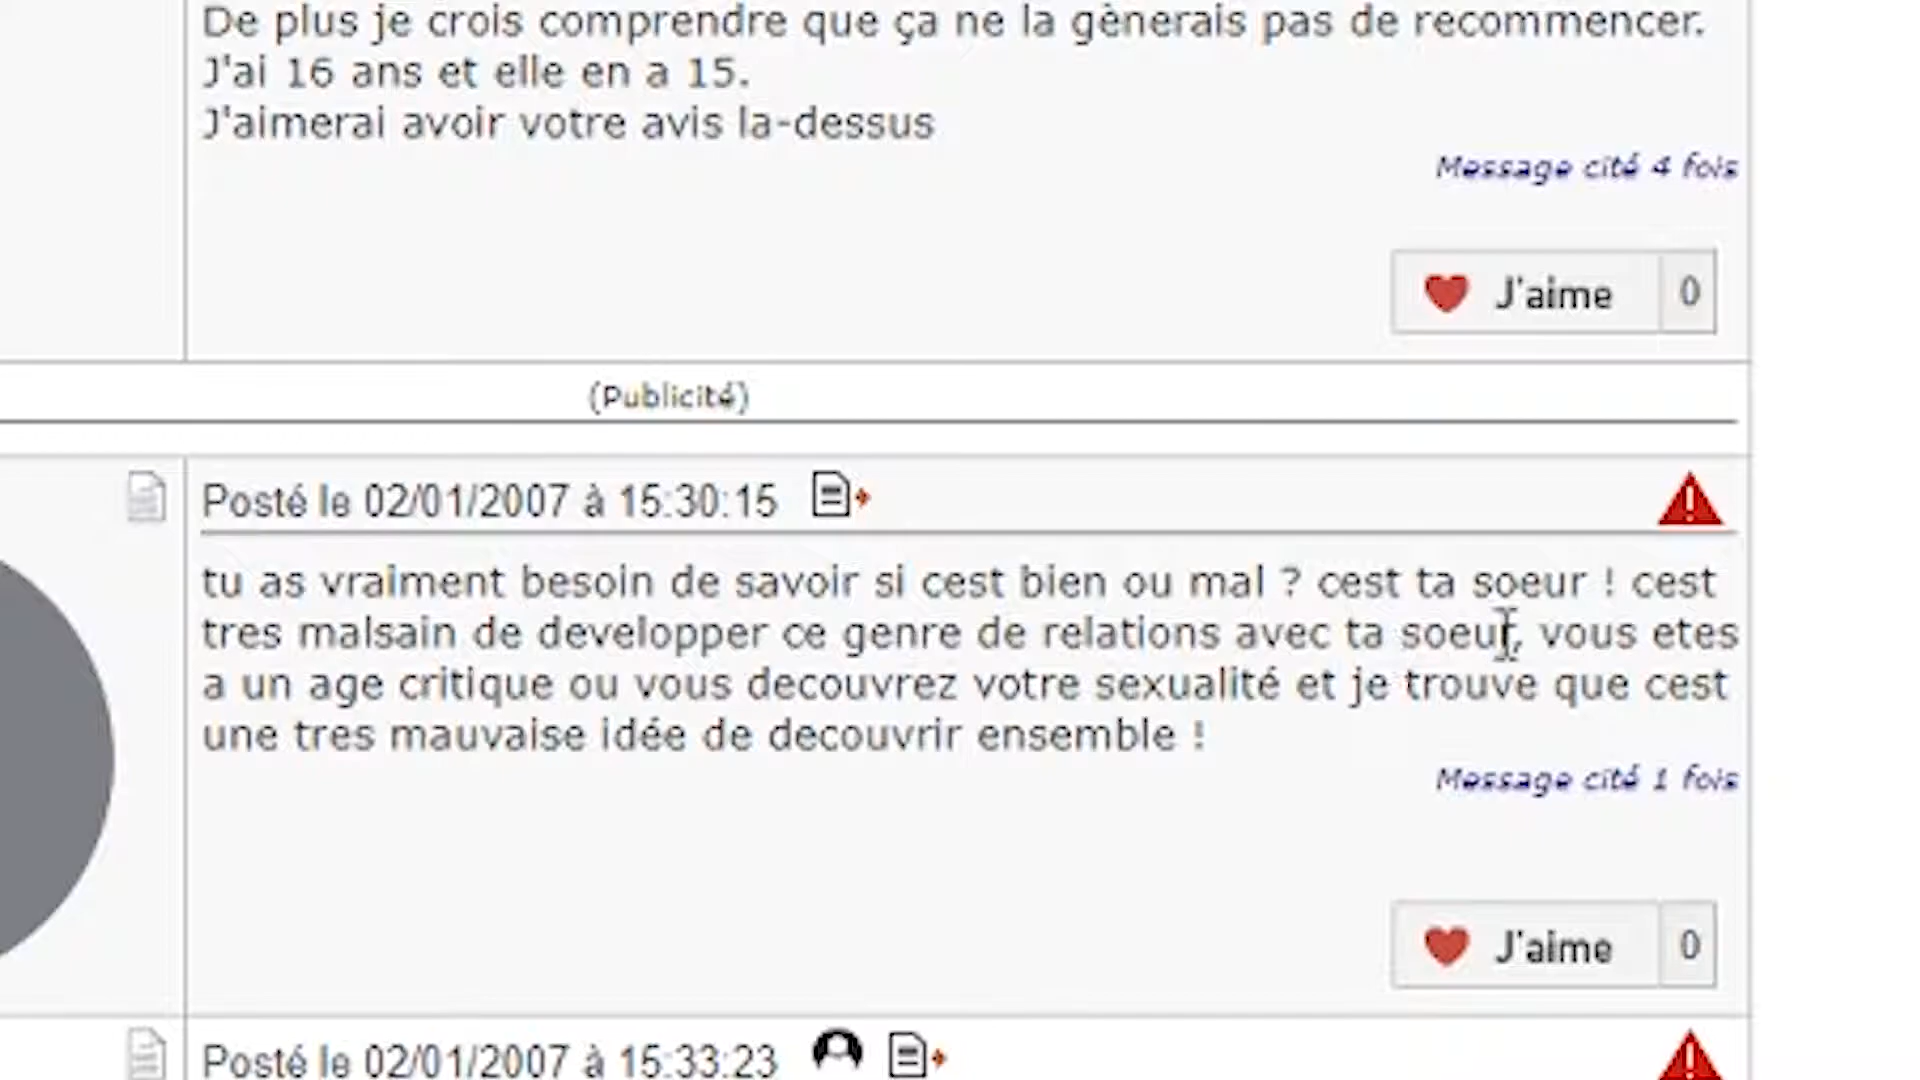 De plus je crois comprendre que ça ne la gènerais pas de recommencer.
J'ai 16 ans et elle en a 15.
J'aimerai avoir votre avis la-dessus
Message cité 4 fois
J'aime 0
(Publicité)
Posté le 02/01/2007 à 15:30:15
tu as vraiment besoin de savoir si cest bien ou mal ? cest ta soeur ! cest
tres malsain de developper ce genre de relations avec ta soeur, vous etes
a un age critique ou vous decouvrez votre sexualité et je trouve que cest
une tres mauvaise idée de decouvrir ensemble !
Message cité 1 fois
J'aime 0
Posté le 02/01/2007 à 15:33:23